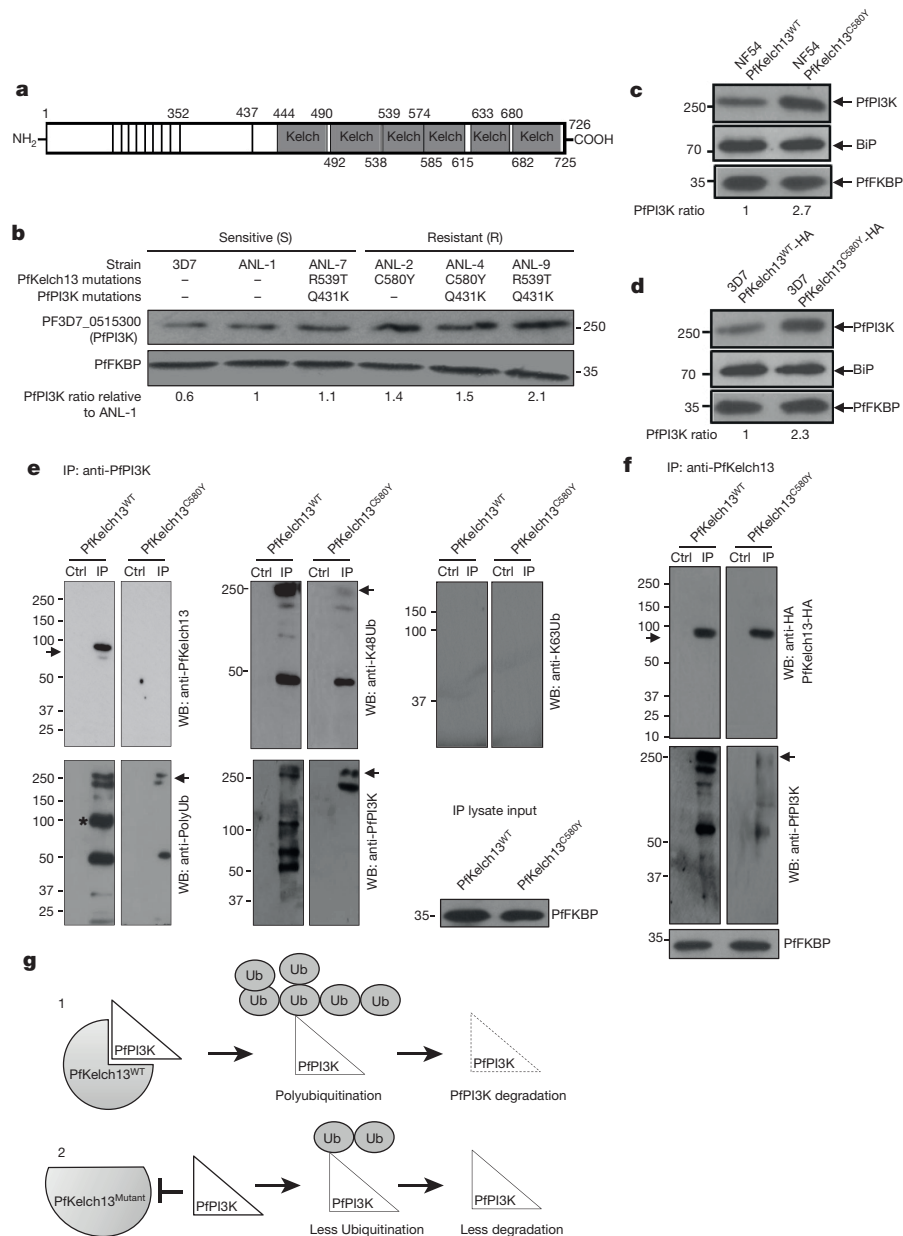 a
1 352 437 444 490 539 574 633 680 726
NH2 Kelch Kelch Kelch Kelch Kelch Kelch COOH
492 538 585 615 682 725
b
Sensitive (S) Resistant (R)
Strain 3D7 ANL-1 ANL-7 ANL-2 ANL-4 ANL-9
PfKelch13 mutations – – R539T C580Y C580Y R539T
PfPI3K mutations – – Q431K – Q431K Q431K
PF3D7_0515300
(PfPI3K)
250
PfFKBP
35
PfPI3K ratio relative
to ANL-1
0.6 1 1.1 1.4 1.5 2.1
c
NF54
PfKelch13WT
NF54
PfKelch13C580Y
250 PfPI3K
70 BiP
35 PfFKBP
PfPI3K ratio 1 2.7
d
3D7
PfKelch13WT-HA
3D7
PfKelch13C580Y-HA
250 PfPI3K
70 BiP
35 PfFKBP
PfPI3K ratio 1 2.3
e
IP: anti-PfPI3K
PfKelch13WT PfKelch13C580Y
Ctrl IP Ctrl IP
250
150
100
50
37
25
WB: anti-PfKelch13
PfKelch13WT PfKelch13C580Y
Ctrl IP Ctrl IP
250
100
50
WB: anti-K48Ub
PfKelch13WT PfKelch13C580Y
Ctrl IP Ctrl IP
150
100
37
WB: anti-K63Ub
250
150
100
*
50
37
25
WB: anti-PolyUb
250
100
50
37
WB: anti-PfPI3K
IP lysate input
PfKelch13WT PfKelch13C580Y
35- PfFKBP
f
IP: anti-PfKelch13
PfKelch13WT PfKelch13C580Y
Ctrl IP Ctrl IP
250
150
100
50
37
25
10
WB: anti-HA
PfKelch13-HA
250
50
37
WB: anti-PfPI3K
35
PfFKBP
g
1
PfPI3K
PfKelch13WT
Ub Ub
Ub Ub Ub Ub
PfPI3K
Polyubiquitination
PfPI3K
PfPI3K degradation
2
PfKelch13Mutant
PfPI3K
Ub Ub
PfPI3K
Less Ubiquitination
PfPI3K
Less degradation